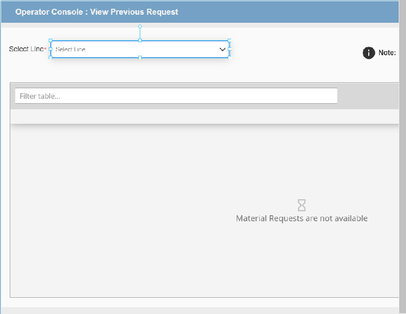 Operator Console : View Previous Request
Select Line: Select Line
Note:
Filter table...
Material Requests are not available